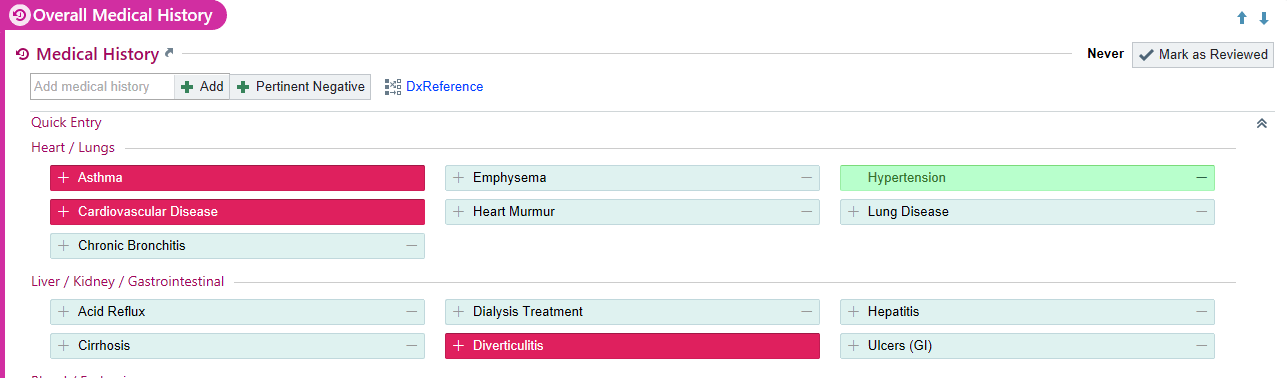 Overall Medical History
Medical History
Never Mark as Reviewed
Add medical history Add Pertinent Negative DxReference
Quick Entry
Heart / Lungs
Asthma Emphysema Hypertension
Cardiovascular Disease Heart Murmur Lung Disease
Chronic Bronchitis
Liver / Kidney / Gastrointestinal
Acid Reflux Dialysis Treatment Hepatitis
Cirrhosis Diverticulitis Ulcers (GI)